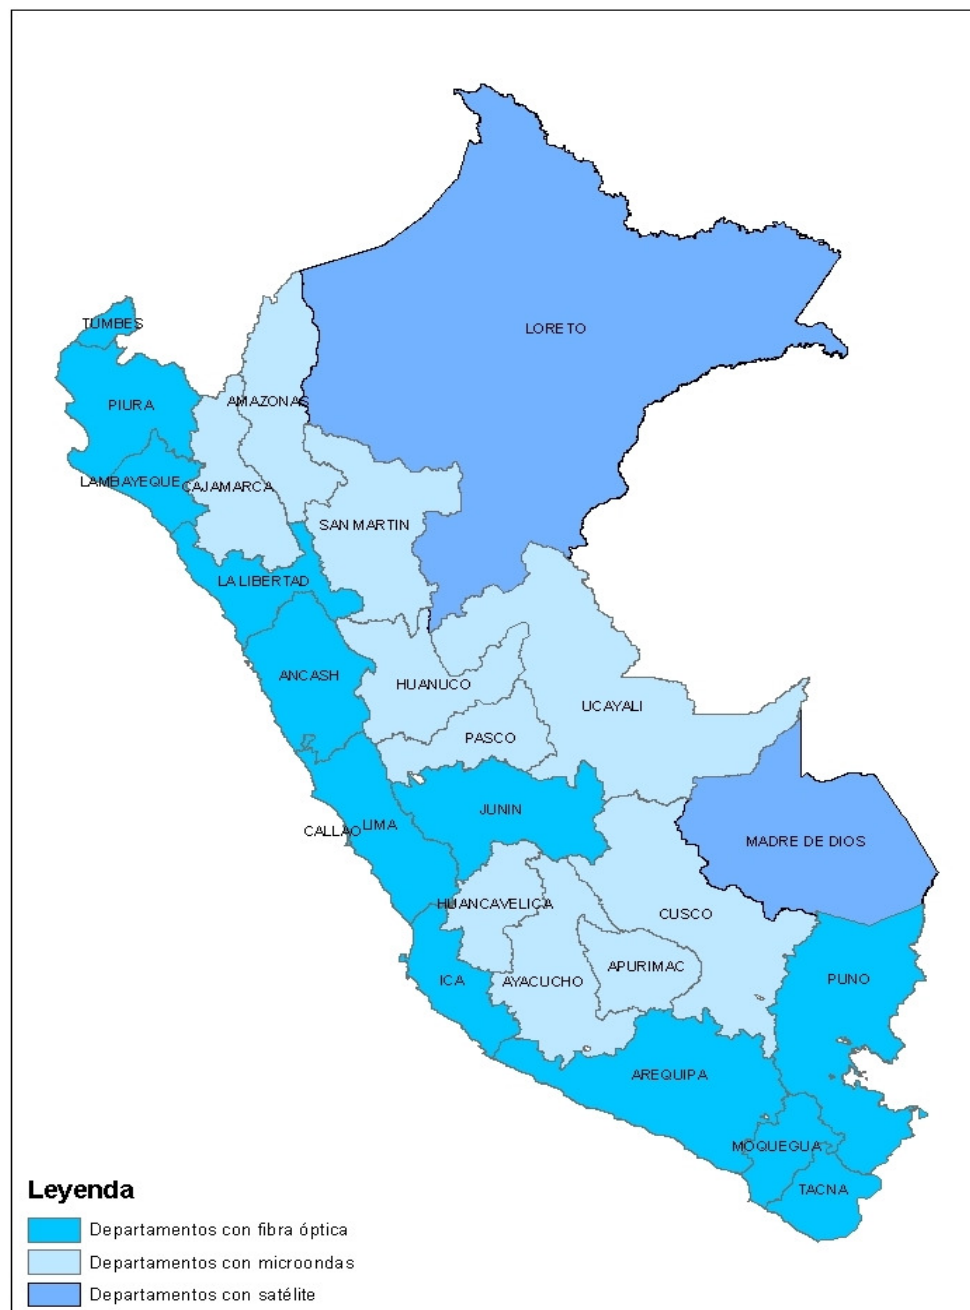 LORETO
TUMBES
PIURA
AMAZONAS
LAMBAYEQUE
CAJAMARCA
SAN MARTIN
LA LIBERTAD
ANCASH
HUANUCO
UCAYALI
PASCO
JUNIN
LIMA
CALLAO
MADRE DE DIOS
HUANCAVELICA
CUSCO
APURIMAC
ICA
AYACUCHO
PUNO
AREQUIPA
MOQUEGUA
TACNA
Leyenda
Departamentos con fibra óptica
Departamentos con microondas
Departamentos con satélite